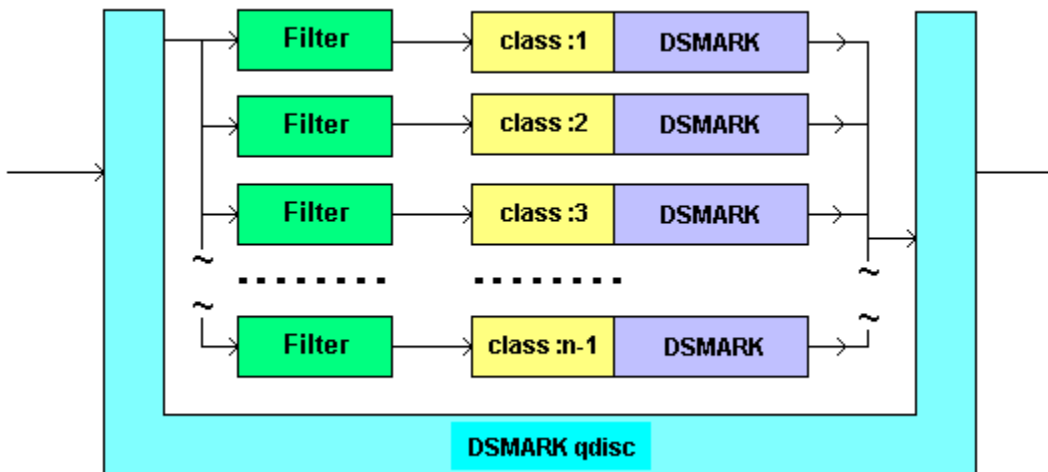 Filter class :1 DSMARK
Filter class :2 DSMARK
Filter class :3 DSMARK
Filter class :n-1 DSMARK
DSMARK qdisc